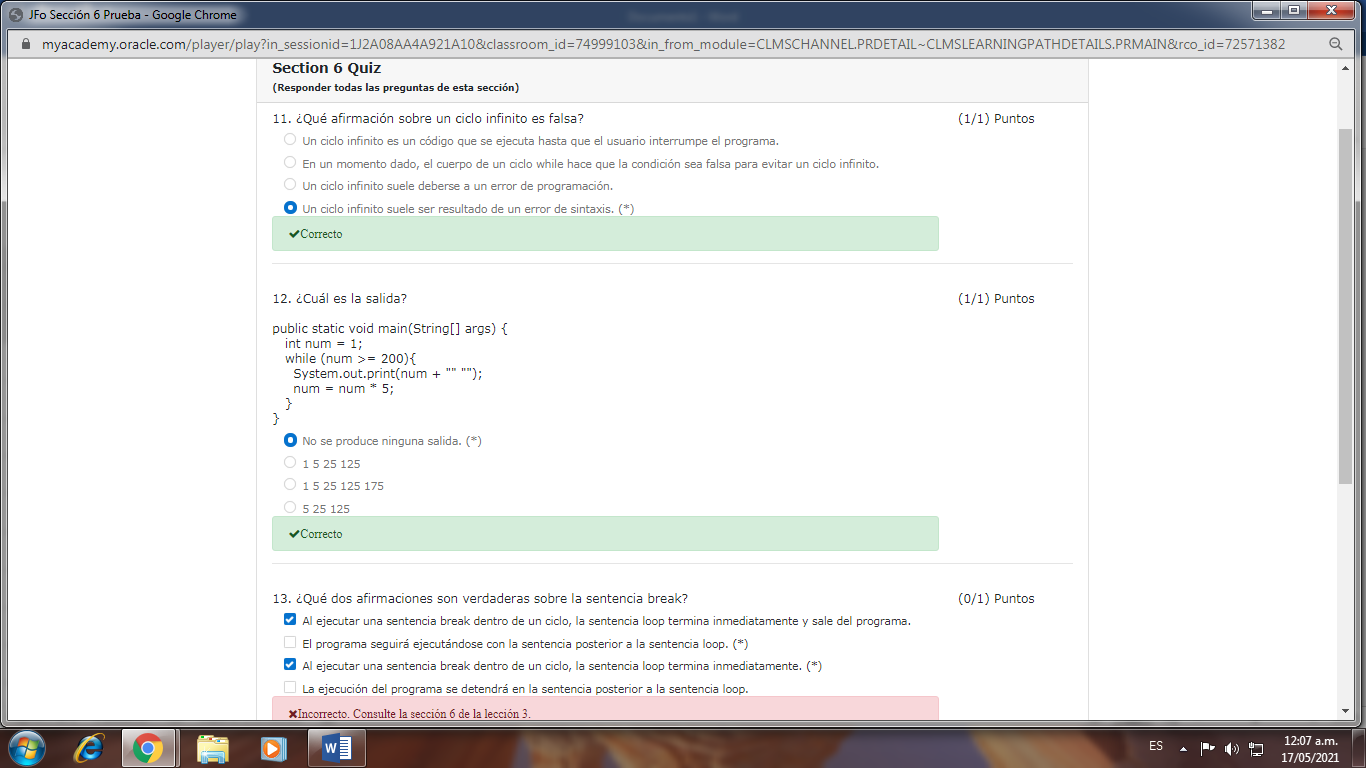 JFo Sección 6 Prueba - Google Chrome
myacademy.oracle.com/player/play?in_sessionid=1J2A08AA4A921A10&classroom_id=74999103&in_from_module=CLMSCHANNEL.PRDETAIL~CLMSLEARNINGPATHDETAILS.PRMAIN&rco_id=72571382
Section 6 Quiz
(Responder todas las preguntas de esta sección)
11. ¿Qué afirmación sobre un ciclo infinito es falsa? (1/1) Puntos
Un ciclo infinito es un código que se ejecuta hasta que el usuario interrumpe el programa.
En un momento dado, el cuerpo de un ciclo while hace que la condición sea falsa para evitar un ciclo infinito.
Un ciclo infinito suele deberse a un error de programación.
Un ciclo infinito suele ser resultado de un error de sintaxis. (*)
Correcto
12. ¿Cuál es la salida? (1/1) Puntos
public static void main(String[] args) {
int num = 1;
while (num >= 200){
System.out.print(num + "" "");
num = num * 5;
}
}
No se produce ninguna salida. (*)
1 5 25 125
1 5 25 125 175
5 25 125
Correcto
13. ¿Qué dos afirmaciones son verdaderas sobre la sentencia break? (0/1) Puntos
Al ejecutar una sentencia break dentro de un ciclo, la sentencia loop termina inmediatamente y sale del programa.
El programa seguirá ejecutándose con la sentencia posterior a la sentencia loop. (*)
Al ejecutar una sentencia break dentro de un ciclo, la sentencia loop termina inmediatamente. (*)
La ejecución del programa se detendrá en la sentencia posterior a la sentencia loop.
Incorrecto. Consulte la sección 6 de la lección 3.
ES
12:07 a.m.
17/05/2021